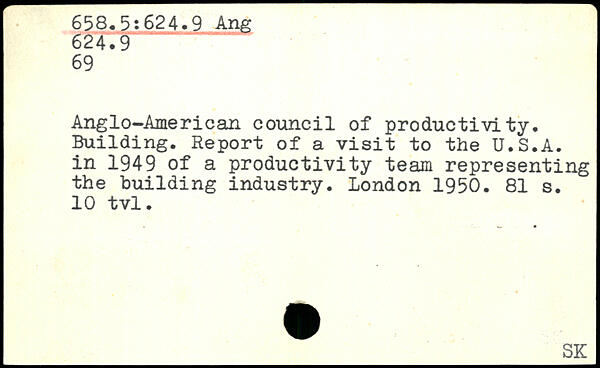 658.5:624.9 Ang
624.9
69
Anglo-American council of productivity.
Building. Report of a visit to the U.S.A.
in 1949 of a productivity team representing
the building industry. London 1950. 81 s.
10 tvl.
SK